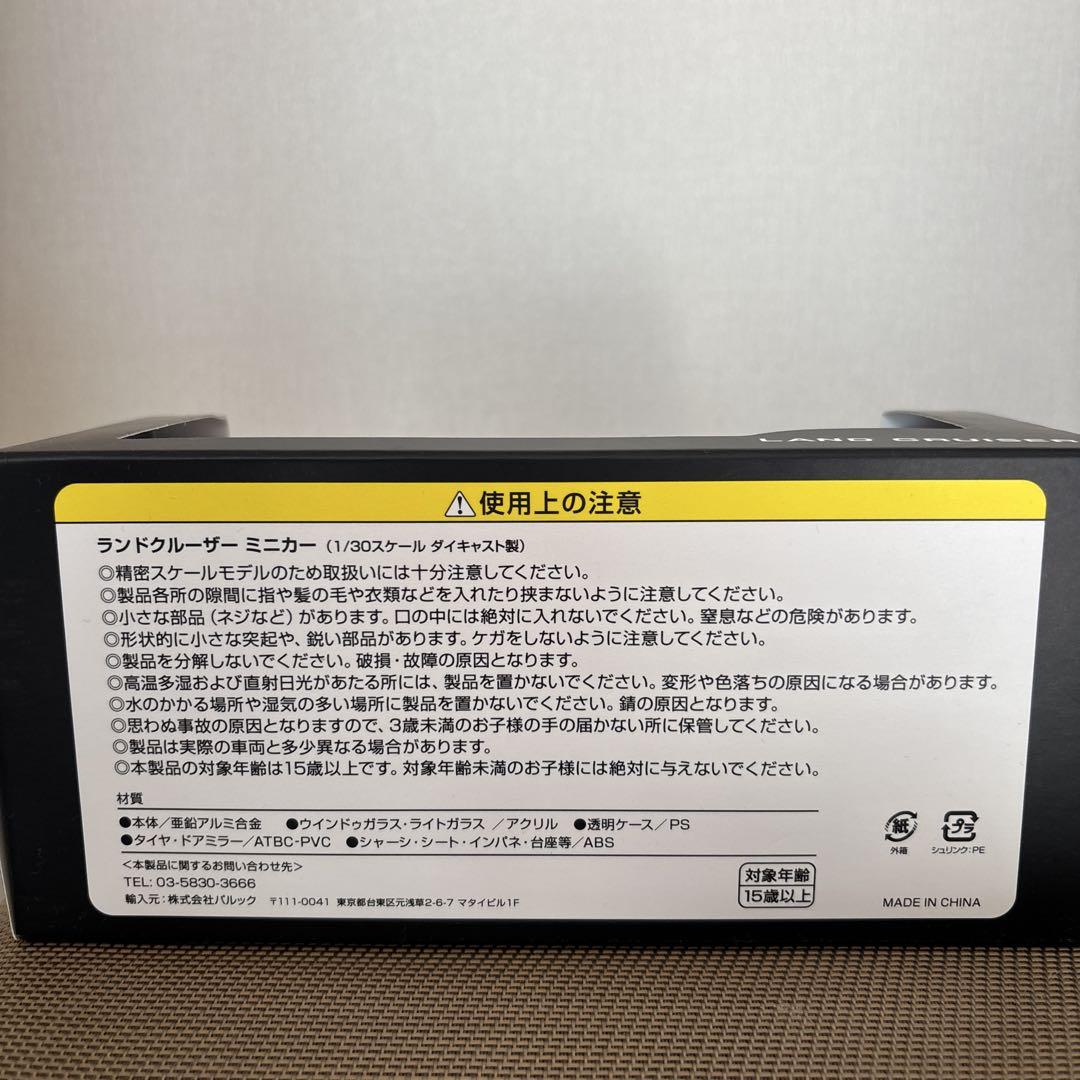 LAND CRUISER
⚠使用上の注意
ランドクルーザー ミニカー（1/30スケール ダイキャスト製）
◎精密スケールモデルのため取扱いには十分注意してください。
◎製品各所の隙間に指や髪の毛や衣類などを入れたり挟まないように注意してください。
◎小さな部品（ネジなど）があります。口の中には絶対に入れないでください。窒息などの危険があります。
◎形状的に小さな突起や、鋭い部品があります。ケガをしないように注意してください。
◎製品を分解しないでください。破損・故障の原因となります。
◎高温多湿および直射日光があたる所には、製品を置かないでください。変形や色落ちの原因になる場合があります。
◎水のかかる場所や湿気の多い場所に製品を置かないでください。錆の原因となります。
◎思わぬ事故の原因となりますので、3歳未満のお子様の手の届かない所に保管してください。
◎製品は実際の車両と多少異なる場合があります。
◎本製品の対象年齢は15歳以上です。対象年齢未満のお子様には絶対に与えないでください。
材質
●本体／亜鉛アルミ合金 ●ウインドゥガラス・ライトガラス ／アクリル ●透明ケース／PS
●タイヤ・ドアミラー／ATBC-PVC ●シャーシ・シート・インパネ・台座等／ABS
＜本製品に関するお問い合わせ先＞
TEL: 03-5830-3666
輸入元：株式会社バルック 〒111-0041 東京都台東区元浅草2-6-7 マタイビル1F
対象年齢
15歳以上
紙
外箱
プラ
シュリンク：PE
MADE IN CHINA